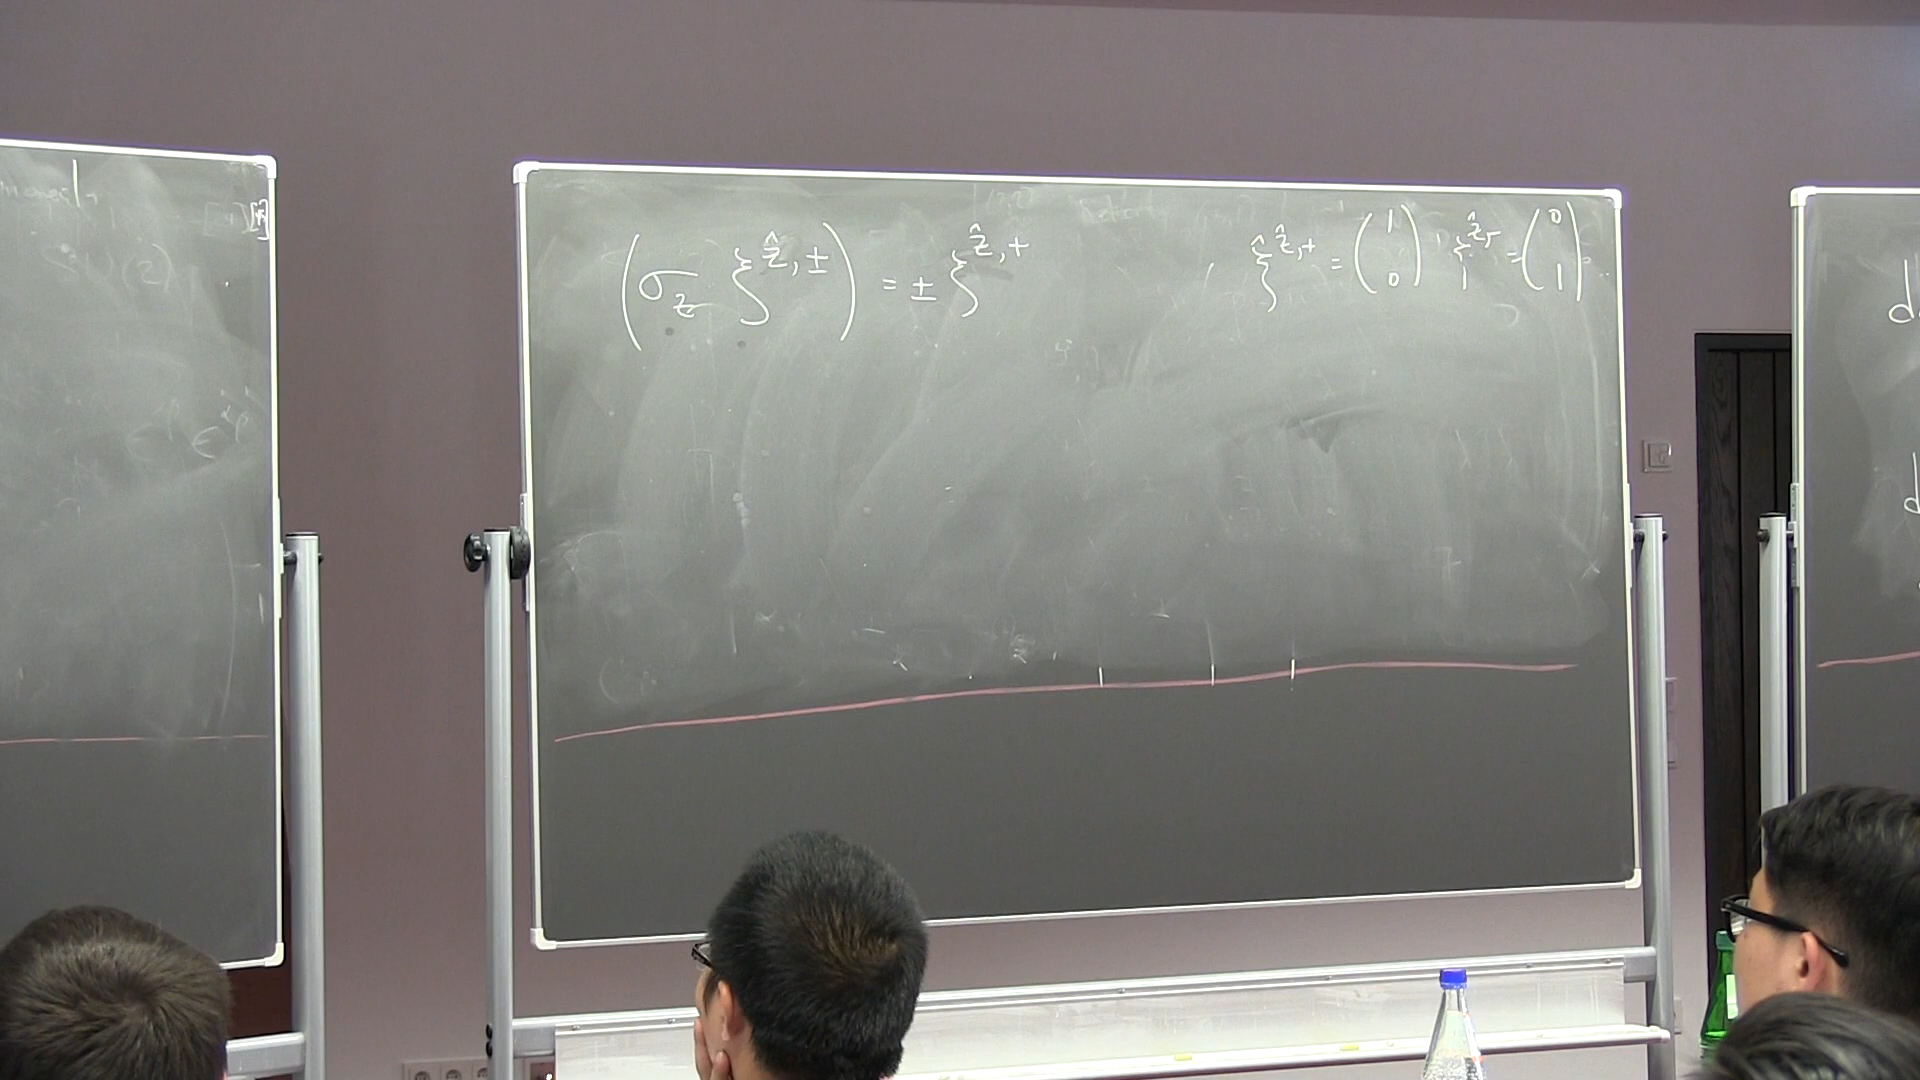 (σ_z ξ^{ẑ,±}) = ± ξ^{ẑ,+} ξ^{ẑ,+} = (1 0) , ξ^{ẑ,-} = (0 1)